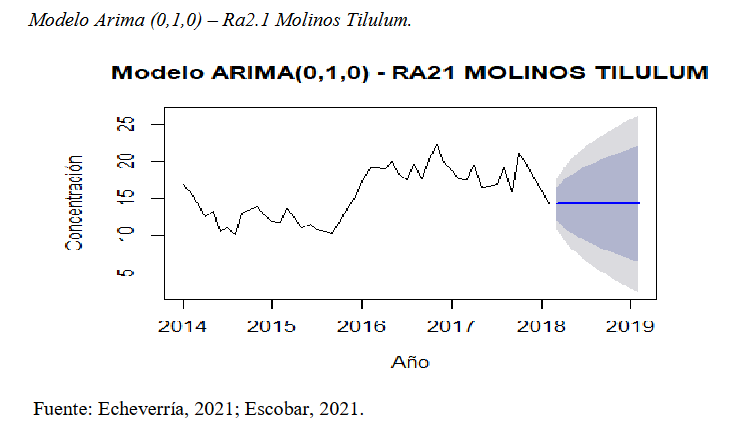 Modelo Arima (0,1,0) – Ra2.1 Molinos Tilulum.
Modelo ARIMA(0,1,0) - RA21 MOLINOS TILULUM
Concentración
25
20
15
10
5
2014 2015 2016 2017 2018 2019
Año
Fuente: Echeverría, 2021; Escobar, 2021.